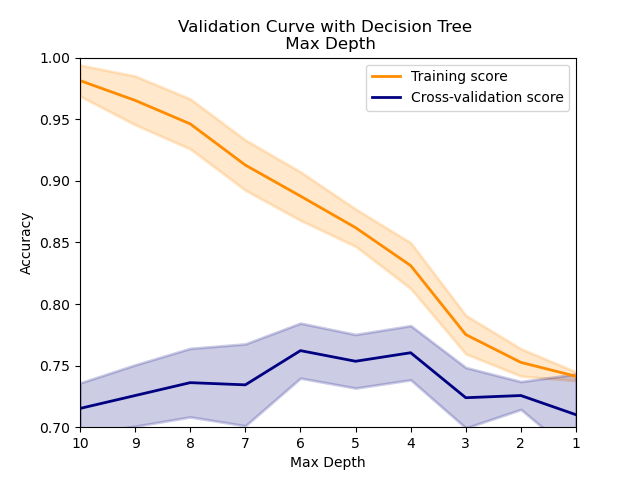 Validation Curve with Decision Tree
Max Depth
Training score
Cross-validation score
Accuracy
1.00
0.95
0.90
0.85
0.80
0.75
0.70
10 9 8 7 6 5 4 3 2 1
Max Depth